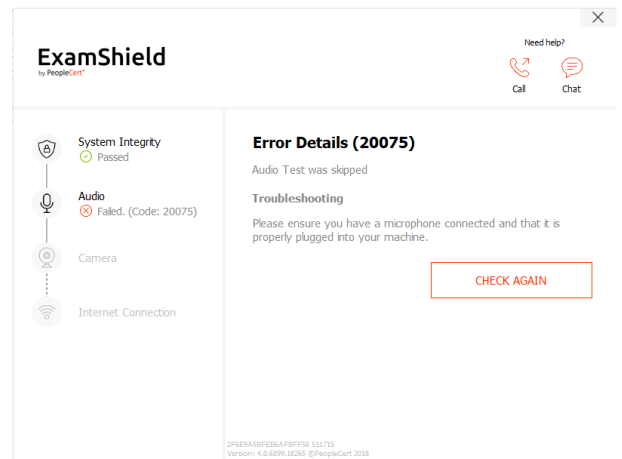 Need help?
ExamShield
by PeopleCert
Call
Chat
System Integrity
Passed
Audio
Failed. (Code: 20075)
Camera
Internet Connection
Error Details (20075)
Audio Test was skipped
Troubleshooting
Please ensure you have a microphone connected and that it is
properly plugged into your machine.
CHECK AGAIN
2F6E9A5BFEB6AFBFF56 511715
Version: 4.0.6899.18265 ©PeopleCert 2018